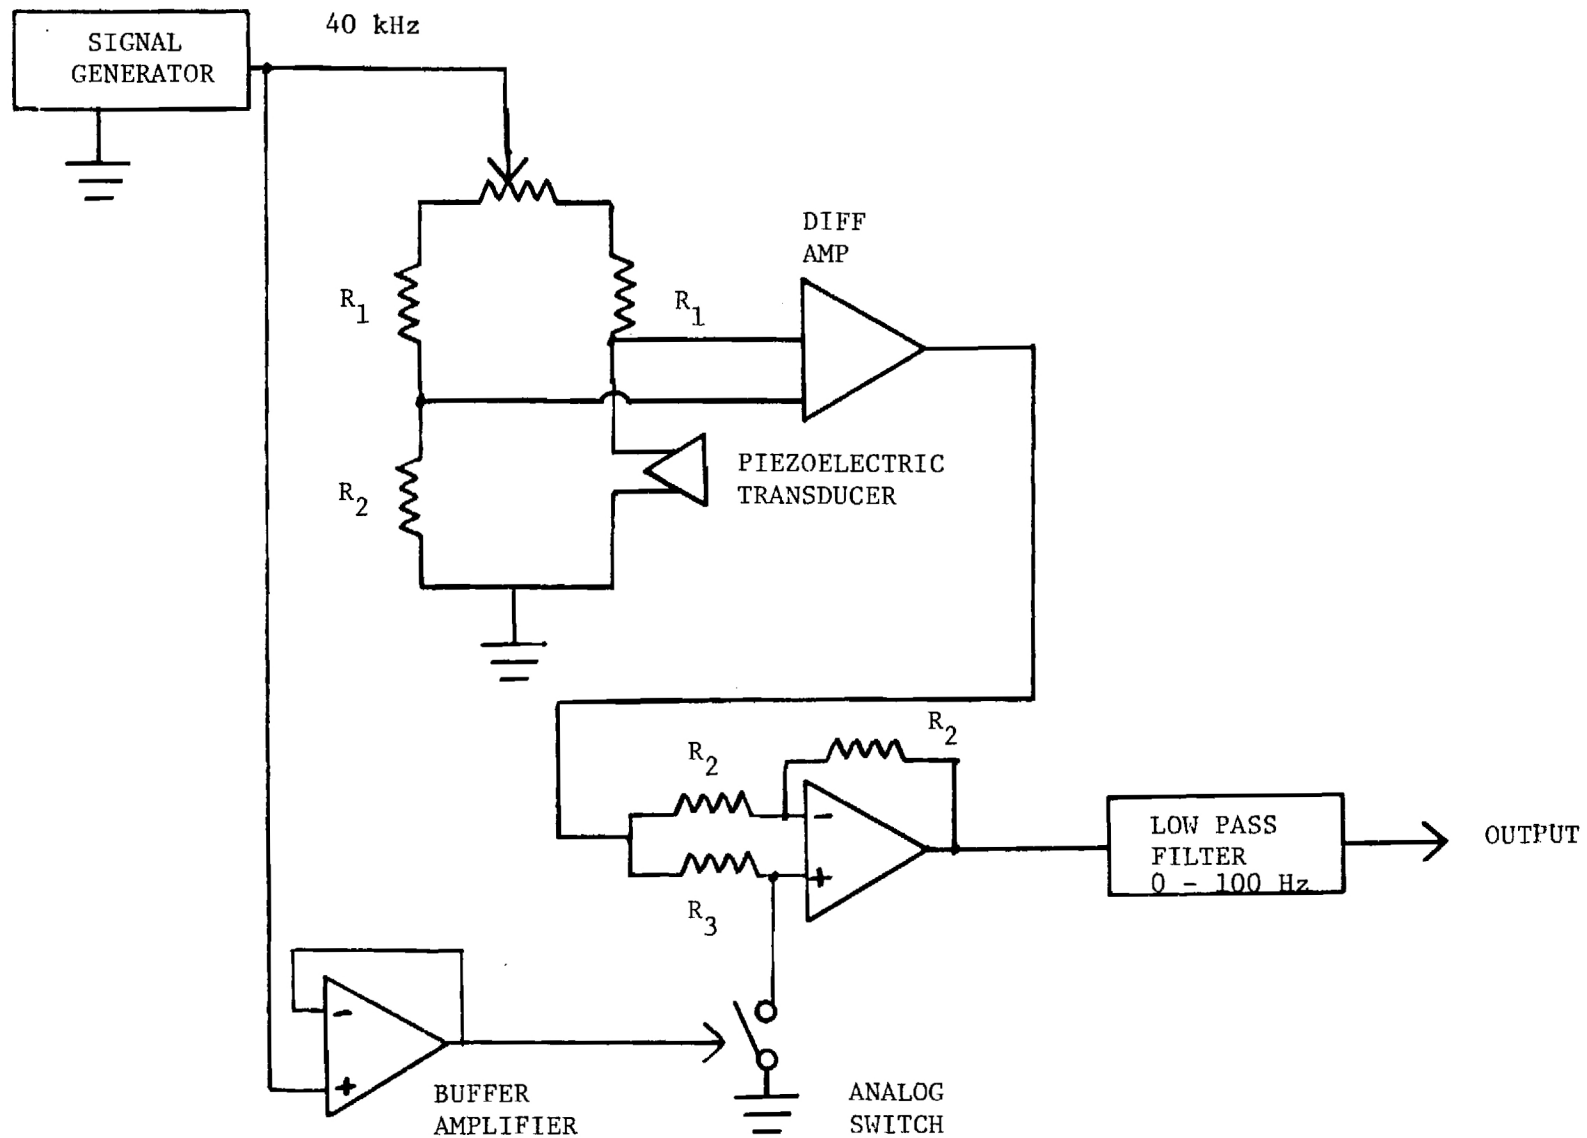 40 kHz
SIGNAL
GENERATOR
DIFF
AMP
R1
R1
PIEZOELECTRIC
TRANSDUCER
R2
R2
R2
-
LOW PASS
FILTER
0 - 100 Hz
OUTPUT
+
R3
-
+
BUFFER
AMPLIFIER
ANALOG
SWITCH